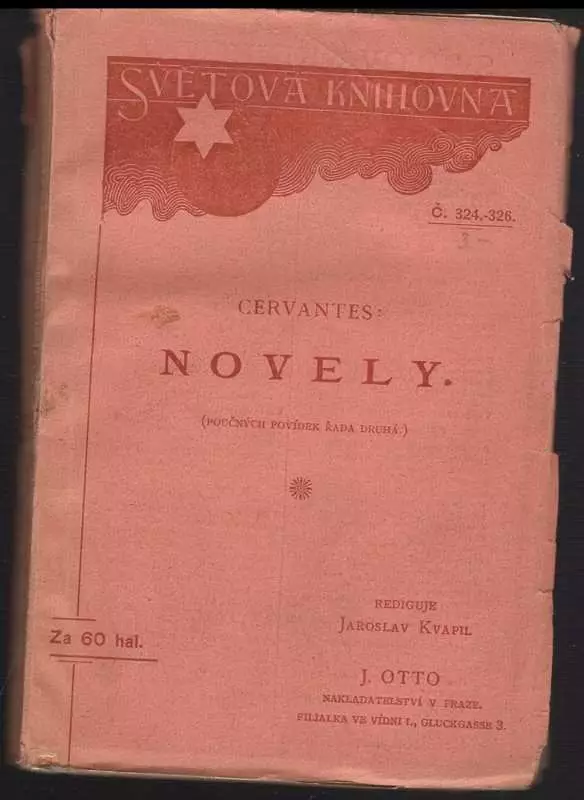 SVĚTOVÁ KNIHOVNA
Č. 324.-326.
3-
CERVANTES:
NOVELY.
(POUČNÝCH POVÍDEK ŘADA DRUHÁ.)
REDIGUJE
JAROSLAV KVAPIL
Za 60 hal.
J. OTTO
NAKLADATELSTVÍ V PRAZE.
FILIALKA VE VÍDNI I., GLUCKGASSE 3.